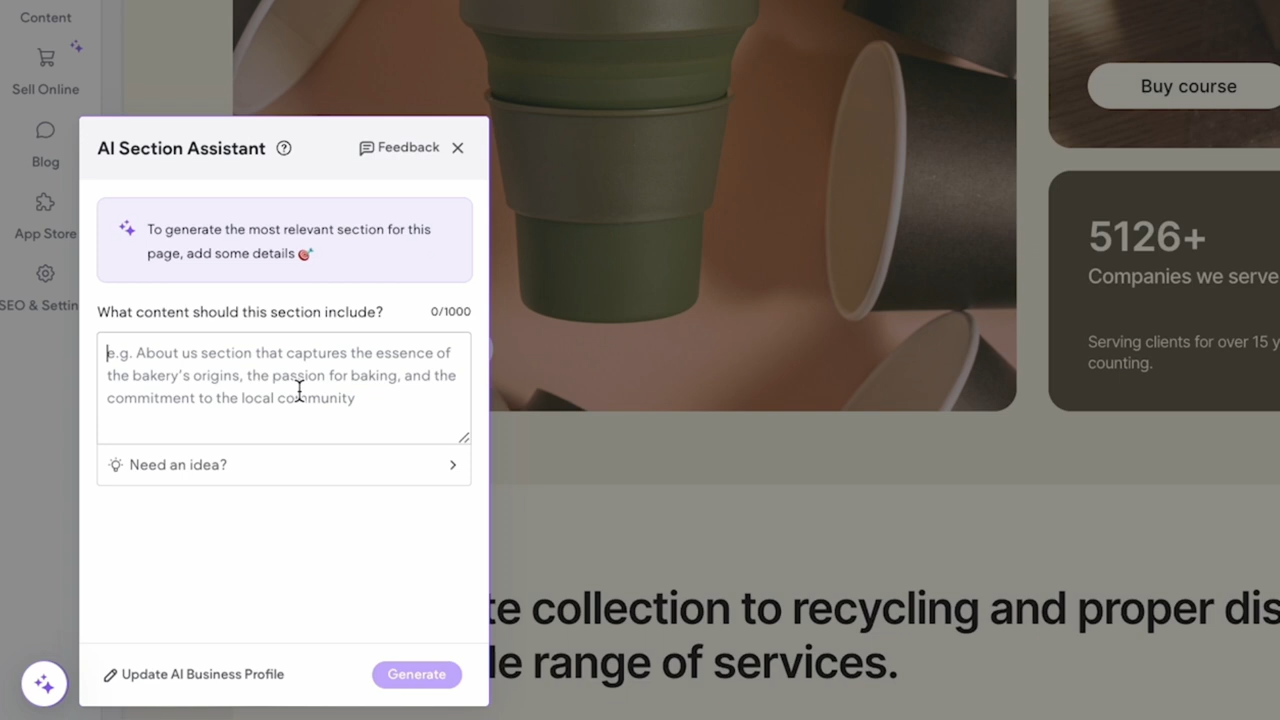 Content
Sell Online
Blog
App Store
SEO & Settin
AI Section Assistant
Feedback
To generate the most relevant section for this
page, add some details
What content should this section include?
0/1000
e.g. About us section that captures the essence of
the bakery's origins, the passion for baking, and the
commitment to the local community
Need an idea?
Update AI Business Profile
Generate
Buy course
5126+
Companies we serve
Serving clients for over 15 y
counting.
te collection to recycling and proper dis
le range of services.